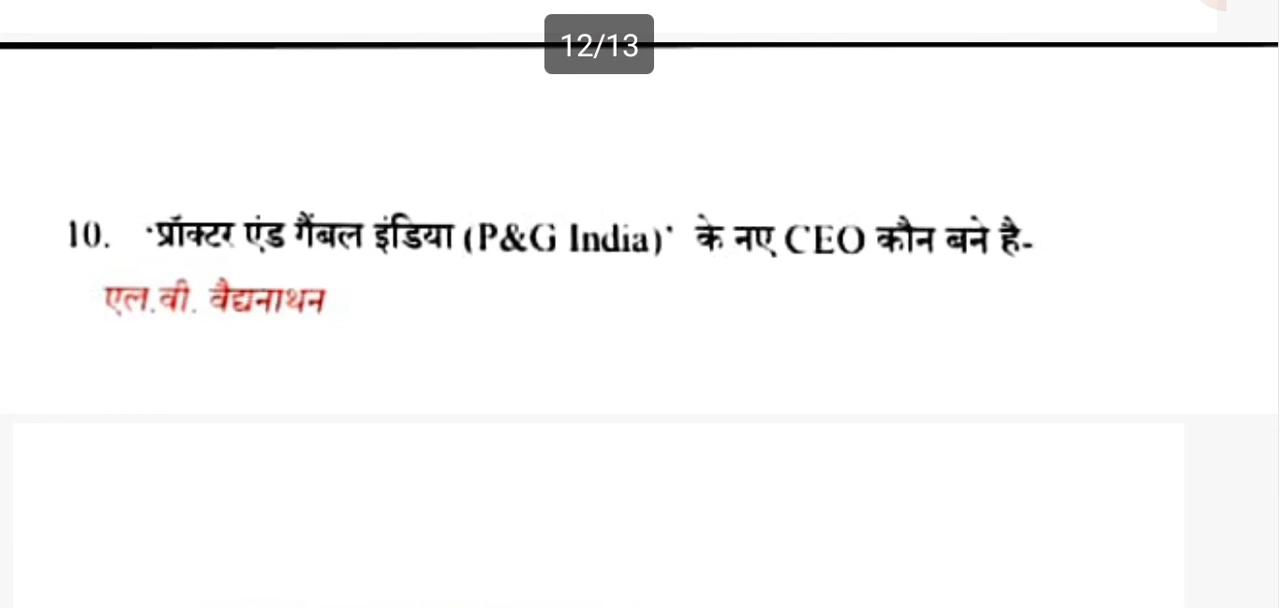 12/13
10. 'प्रॉक्टर एंड गैंबल इंडिया (P&G India)' के नए CEO कौन बने है-
एल.वी. वैद्यनाथन